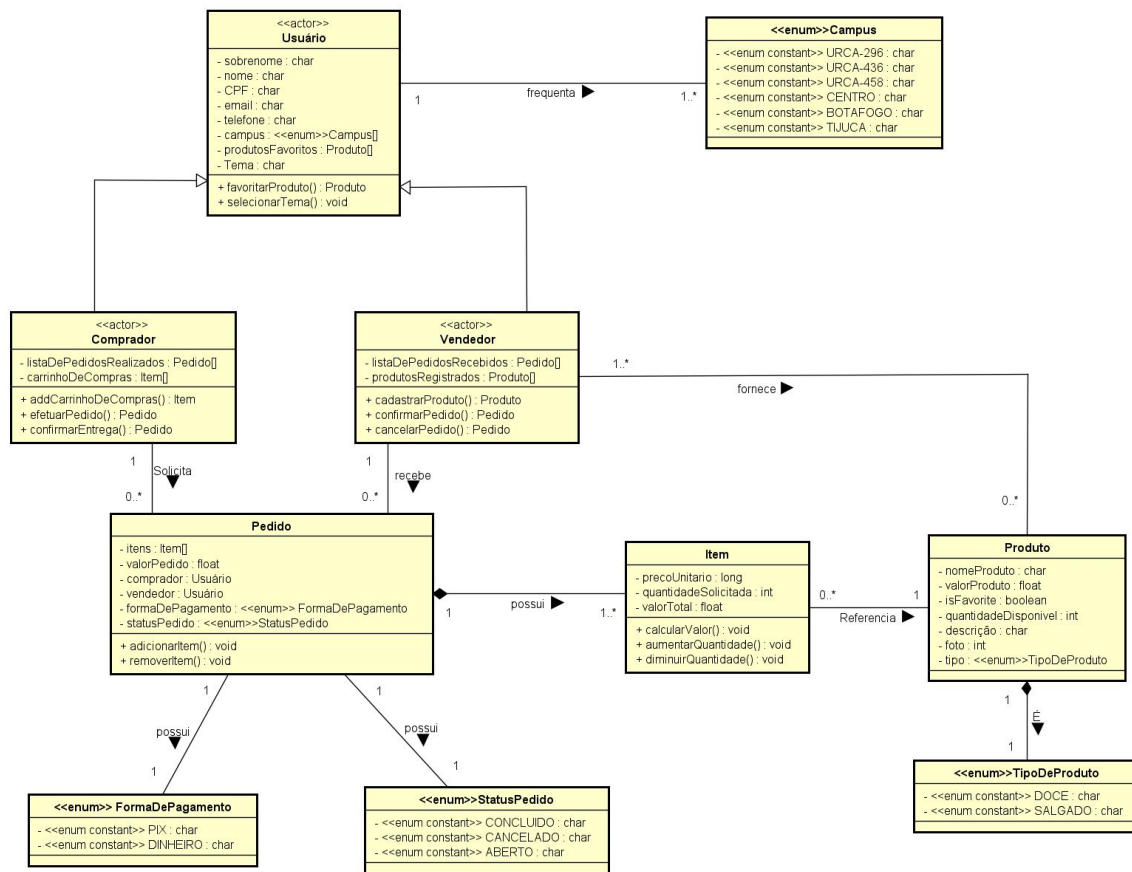 <<actor>>
Usuário
- sobrenome : char
- nome : char
- CPF : char
- email : char
- telefone : char
- campus : <<enum>>Campus[]
- produtosFavoritos : Produto[]
- Tema : char
+ favoritarProduto() : Produto
+ selecionarTema() : void
1
frequenta
1..*
<<enum>>Campus
- <<enum constant>> URCA-296 : char
- <<enum constant>> URCA-436 : char
- <<enum constant>> URCA-458 : char
- <<enum constant>> CENTRO : char
- <<enum constant>> BOTAFOGO : char
- <<enum constant>> TIJUCA : char
<<actor>>
Comprador
- listaDePedidosRealizados : Pedido[]
- carrinhoDeCompras : Item[]
+ addCarrinhoDeCompras() : Item
+ efetuarPedido() : Pedido
+ confirmarEntrega() : Pedido
<<actor>>
Vendedor
- listaDePedidosRecebidos : Pedido[]
- produtosRegistrados : Produto[]
+ cadastrarProduto() : Produto
+ confirmarPedido() : Pedido
+ cancelarPedido() : Pedido
1..*
fornece
0..*
1
Solicita
0..*
1
recebe
0..*
Pedido
- itens : Item[]
- valorPedido : float
- comprador : Usuário
- vendedor : Usuário
- formaDePagamento : <<enum>> FormaDePagamento
- statusPedido : <<enum>>StatusPedido
+ adicionarItem() : void
+ removerItem() : void
1
possui
1..*
Item
- precoUnitario : long
- quantidadeSolicitada : int
- valorTotal : float
+ calcularValor() : void
+ aumentarQuantidade() : void
+ diminuirQuantidade() : void
0..*
Referencia
1
Produto
- nomeProduto : char
- valorProduto : float
- isFavorite : boolean
- quantidadeDisponivel : int
- descrição : char
- foto : int
- tipo : <<enum>>TipoDeProduto
1
possui
1
1
possui
1
1
É
1
<<enum>> FormaDePagamento
- <<enum constant>> PIX : char
- <<enum constant>> DINHEIRO : char
<<enum>>StatusPedido
- <<enum constant>> CONCLUIDO : char
- <<enum constant>> CANCELADO : char
- <<enum constant>> ABERTO : char
<<enum>>TipoDeProduto
- <<enum constant>> DOCE : char
- <<enum constant>> SALGADO : char